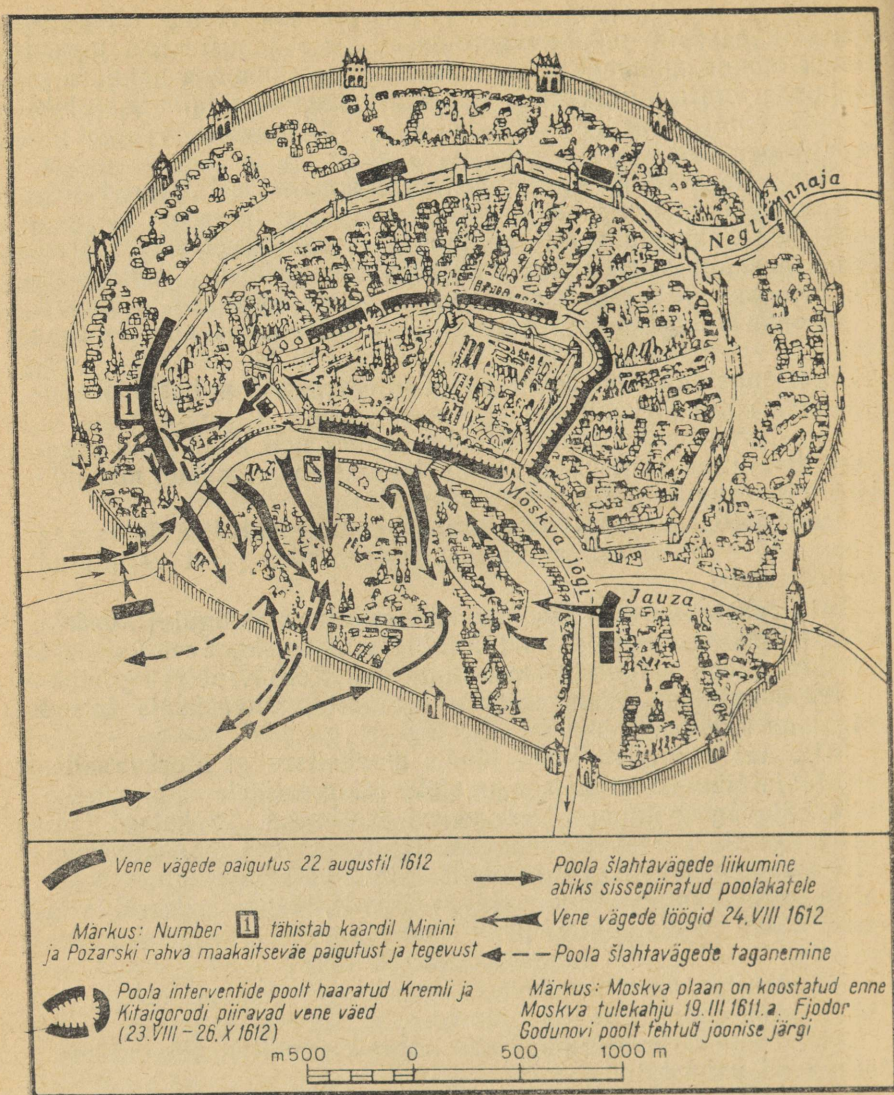 Neglinnaja
1
Moskva jõgi
Jauza
Vene vägede paigutus 22 augustil 1612
Märkus: Number 1 tähistab kaardil Minini
ja Požarski rahva maakaitseväe paigutust ja tegevust
Poola interventide poolt haaratud Kremli ja
Kitaigorodi piiravad vene väed
(23.VIII – 26.X 1612)
Poola šlahtavägede liikumine
abiks sissepiiratud poolakatele
Vene vägede löögid 24.VIII 1612
Poola šlahtavägede taganemine
Märkus: Moskva plaan on koostatud enne
Moskva tulekahju 19.III 1611.a. Fjodor
Godunovi poolt tehtud joonise järgi
m 500 0 500 1000 m